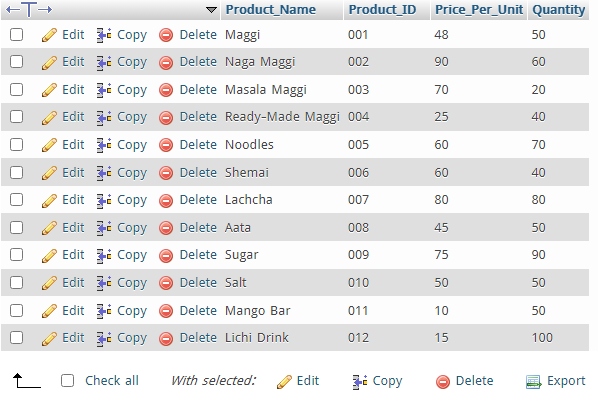 Product_Name Product_ID Price_Per_Unit Quantity
Edit Copy Delete Maggi 001 48 50
Edit Copy Delete Naga Maggi 002 90 60
Edit Copy Delete Masala Maggi 003 70 20
Edit Copy Delete Ready-Made Maggi 004 25 40
Edit Copy Delete Noodles 005 60 70
Edit Copy Delete Shemai 006 60 40
Edit Copy Delete Lachcha 007 80 80
Edit Copy Delete Aata 008 45 50
Edit Copy Delete Sugar 009 75 90
Edit Copy Delete Salt 010 50 50
Edit Copy Delete Mango Bar 011 10 50
Edit Copy Delete Lichi Drink 012 15 100
Check all With selected: Edit Copy Delete Export